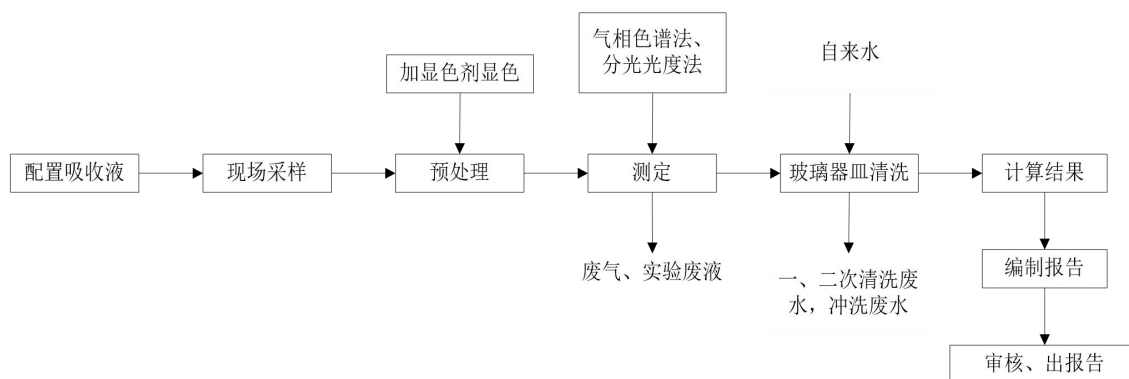 气相色谱法、
分光光度法
自来水
加显色剂显色
配置吸收液
现场采样
预处理
测定
玻璃器皿清洗
计算结果
废气、实验废液
一、二次清洗废
水，冲洗废水
编制报告
审核、出报告